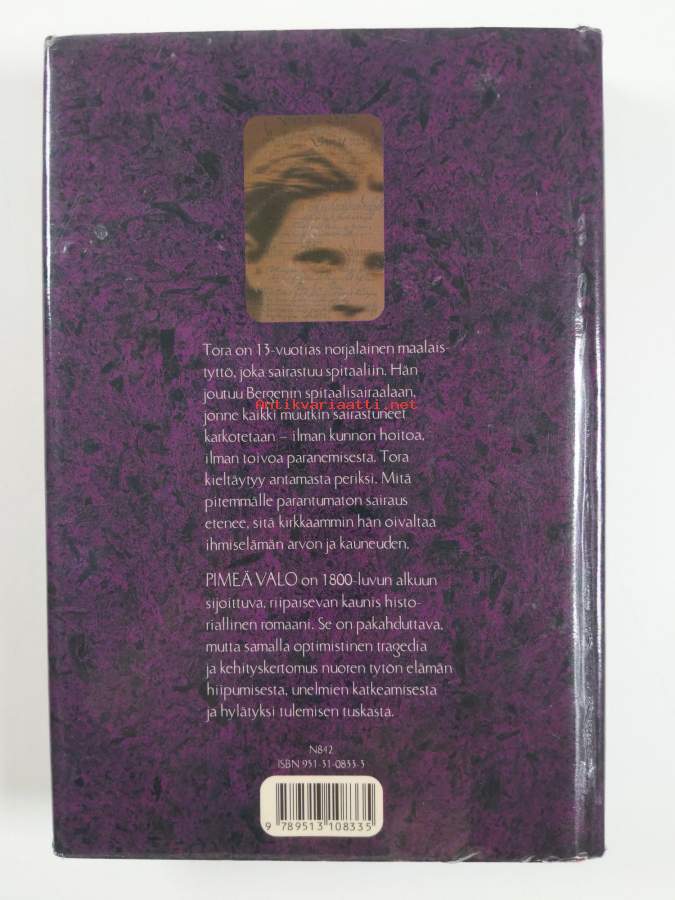 Tora on 13-vuotias norjalainen maalais-
tyttö, joka sairastuu spitaaliin. Hän
joutuu Bergenin spitaalisairaalaan,
Antikvariaatti.net
jonne kaikki muutkin sairastuneet
karkotetaan – ilman kunnon hoitoa,
ilman toivoa paranemisesta. Tora
kieltäytyy antamasta periksi. Mitä
pitemmälle parantumaton sairaus
etenee, sitä kirkkaammin hän oivaltaa
ihmiselämän arvon ja kauneuden.
PIMEÄ VALO on 1800-luvun alkuun
sijoittuva, riipaisevan kaunis histo-
riallinen romaani. Se on pakahduttava,
mutta samalla optimistinen tragedia
ja kehityskertomus nuoren tytön elämän
hiipumisesta, unelmien katkeamisesta
ja hylätyksi tulemisen tuskasta.
N842
ISBN 951-31-0833-5
9 789513 108335